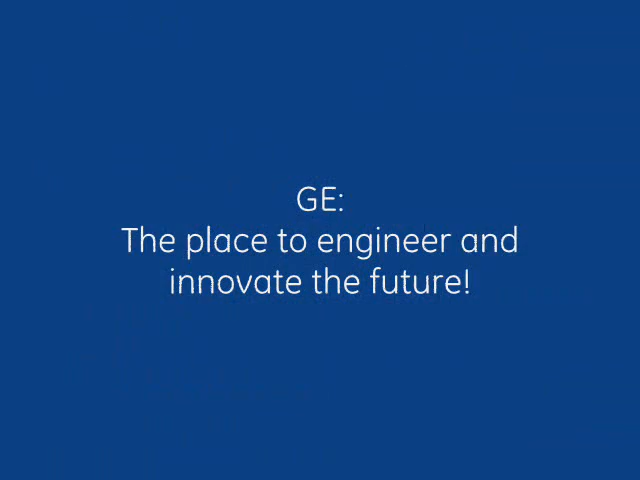 GE:
The place to engineer and
innovate the future!